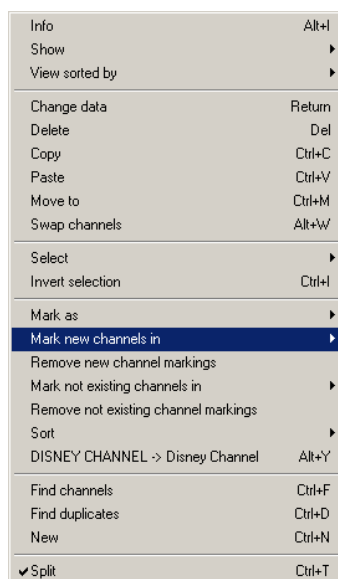 Info Alt+I
Show
View sorted by
Change data Return
Delete Del
Copy Ctrl+C
Paste Ctrl+V
Move to Ctrl+M
Swap channels Alt+W
Select
Invert selection Ctrl+I
Mark as
Mark new channels in
Remove new channel markings
Mark not existing channels in
Remove not existing channel markings
Sort
DISNEY CHANNEL -> Disney Channel Alt+Y
Find channels Ctrl+F
Find duplicates Ctrl+D
New Ctrl+N
Split Ctrl+T